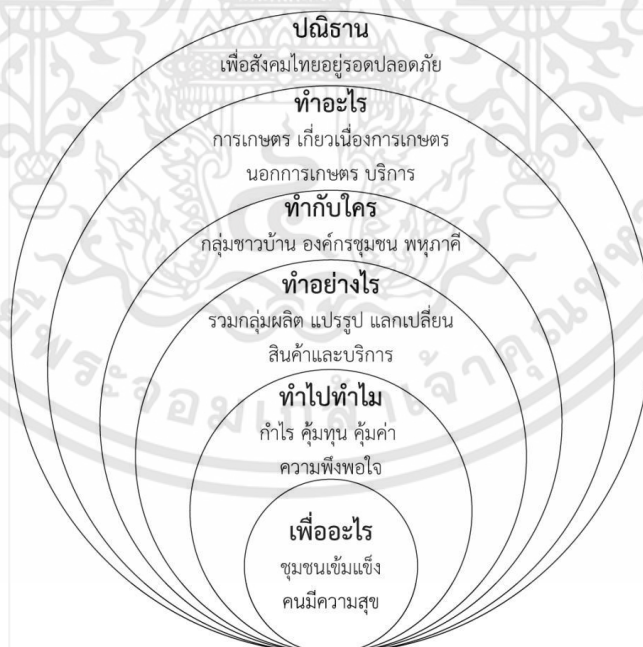 ปณิธาน
เพื่อสังคมไทยอยู่รอดปลอดภัย
ทำอะไร
การเกษตร เกี่ยวเนื่องการเกษตร
นอกการเกษตร บริการ
ทำกับใคร
กลุ่มชาวบ้าน องค์กรชุมชน พหุภาคี
ทำอย่างไร
รวมกลุ่มผลิต แปรรูป แลกเปลี่ยน
สินค้าและบริการ
ทำไปทำไม
กำไร คุ้มทุน คุ้มค่า
ความพึงพอใจ
เพื่ออะไร
ชุมชนเข้มแข็ง
คนมีความสุข